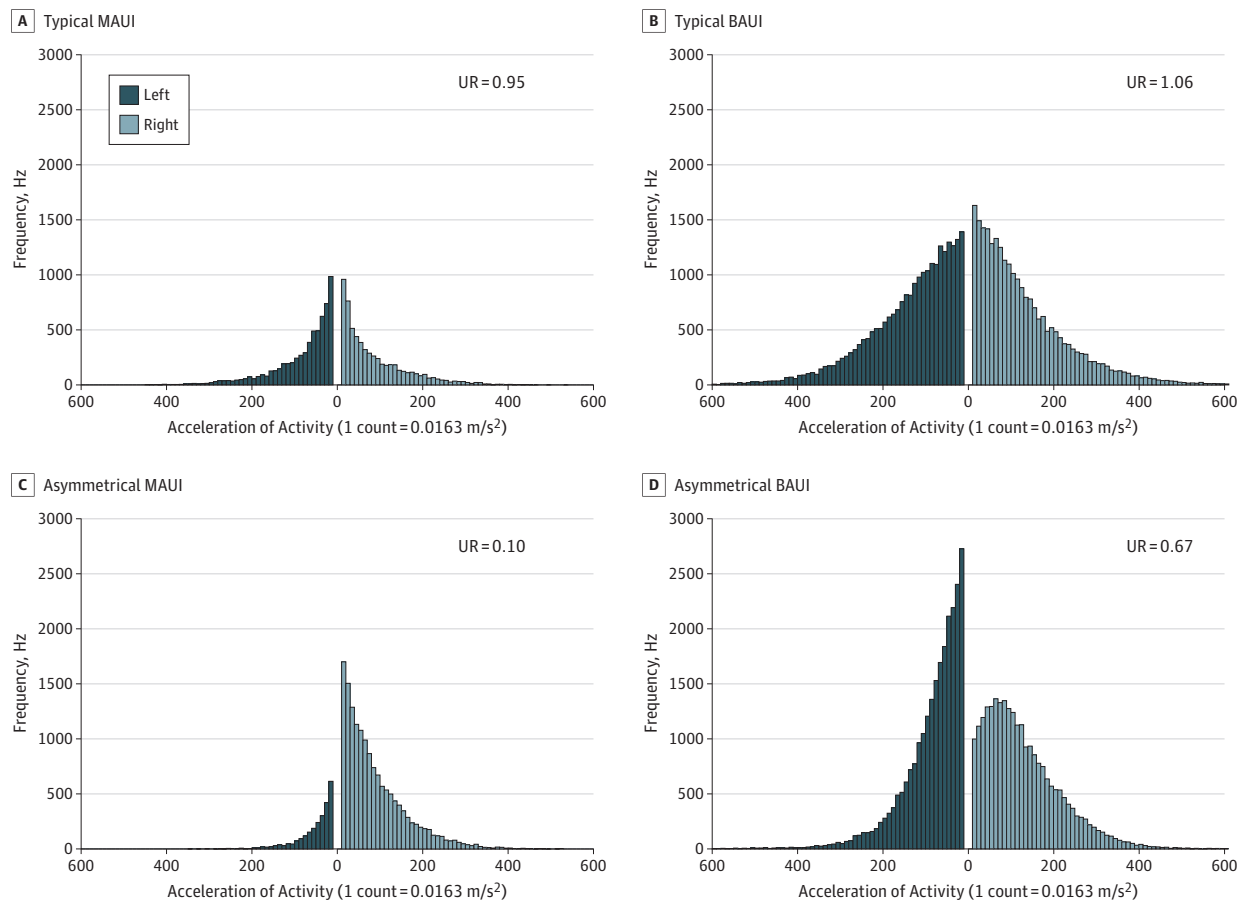 A Typical MAUI
3000
2500
2000
1500
1000
500
0
Frequency, Hz
Left
Right
UR=0.95
600 400 200 0 200 400 600
Acceleration of Activity (1 count=0.0163 m/s²)
B Typical BAUI
3000
2500
2000
1500
1000
500
0
Frequency, Hz
UR=1.06
600 400 200 0 200 400 600
Acceleration of Activity (1 count=0.0163 m/s²)
C Asymmetrical MAUI
3000
2500
2000
1500
1000
500
0
Frequency, Hz
UR=0.10
600 400 200 0 200 400 600
Acceleration of Activity (1 count=0.0163 m/s²)
D Asymmetrical BAUI
3000
2500
2000
1500
1000
500
0
Frequency, Hz
UR=0.67
600 400 200 0 200 400 600
Acceleration of Activity (1 count=0.0163 m/s²)